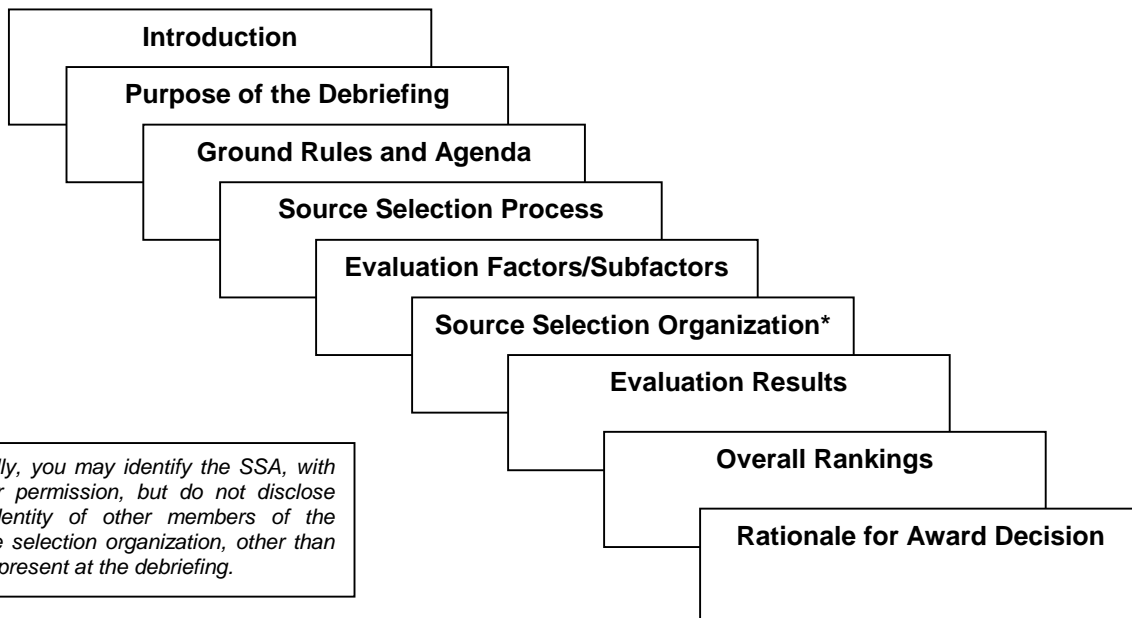 Introduction
Purpose of the Debriefing
Ground Rules and Agenda
Source Selection Process
Evaluation Factors/Subfactors
Source Selection Organization*
Evaluation Results
Overall Rankings
Rationale for Award Decision
you may identify the SSA, with
permission, but do not disclose
of other members of the
selection organization, other than
present at the debriefing.